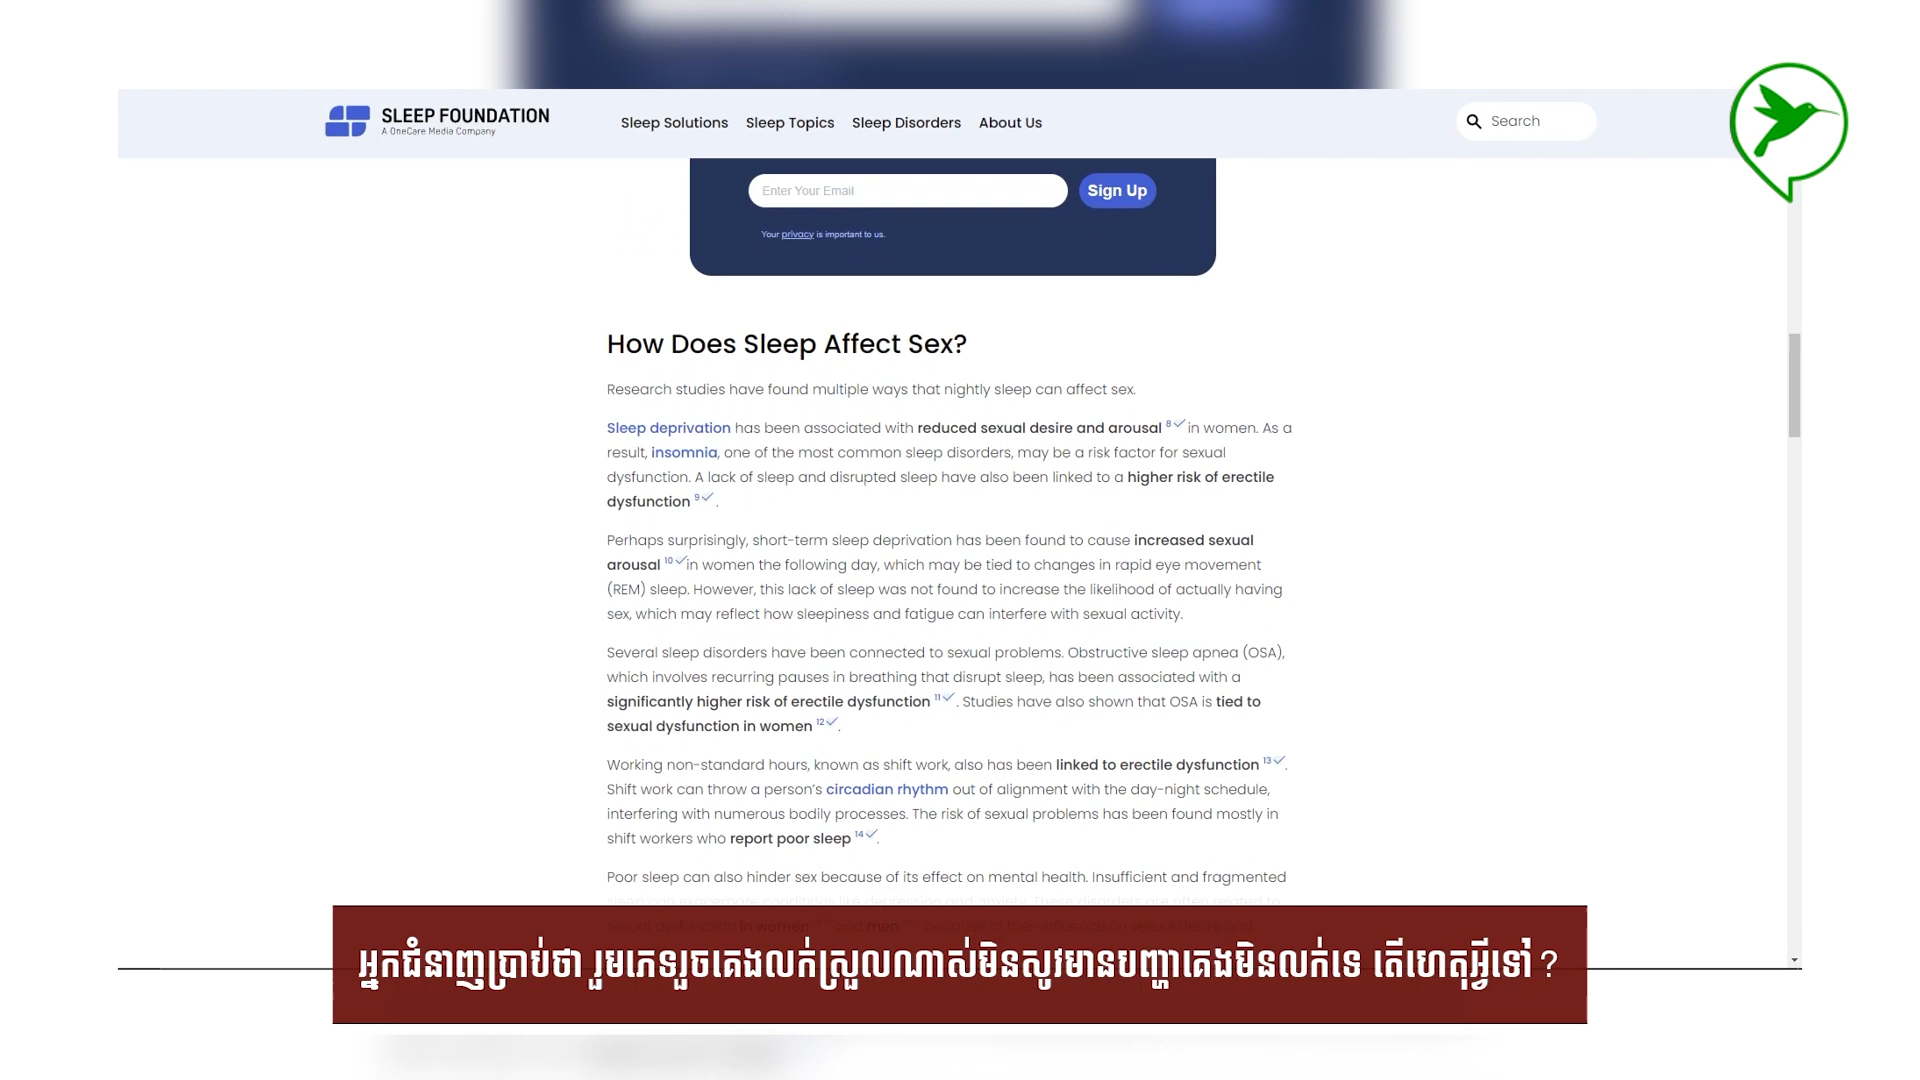 SLEEP FOUNDATION
A OneCare Media Company
Sleep Solutions Sleep Topics Sleep Disorders About Us
Search
Enter Your Email
Sign Up
Your privacy is important to us.
How Does Sleep Affect Sex?
Research studies have found multiple ways that nightly sleep can affect sex.
Sleep deprivation has been associated with reduced sexual desire and arousal 8 in women. As a
result, insomnia, one of the most common sleep disorders, may be a risk factor for sexual
dysfunction. A lack of sleep and disrupted sleep have also been linked to a higher risk of erectile
dysfunction 9 .
Perhaps surprisingly, short-term sleep deprivation has been found to cause increased sexual
arousal 10 in women the following day, which may be tied to changes in rapid eye movement
(REM) sleep. However, this lack of sleep was not found to increase the likelihood of actually having
sex, which may reflect how sleepiness and fatigue can interfere with sexual activity.
Several sleep disorders have been connected to sexual problems. Obstructive sleep apnea (OSA),
which involves recurring pauses in breathing that disrupt sleep, has been associated with a
significantly higher risk of erectile dysfunction 11 . Studies have also shown that OSA is tied to
sexual dysfunction in women 12 .
Working non-standard hours, known as shift work, also has been linked to erectile dysfunction 13 .
Shift work can throw a person's circadian rhythm out of alignment with the day-night schedule,
interfering with numerous bodily processes. The risk of sexual problems has been found mostly in
shift workers who report poor sleep 14 .
Poor sleep can also hinder sex because of its effect on mental health. Insufficient and fragmented
អ្នកជំនាញប្រាប់ថា រួមភេទរួចគេងលក់ស្រួលណាស់មិនសូវមានបញ្ហាគេងមិនលក់ទេ តើហេតុអ្វីទៅ ?